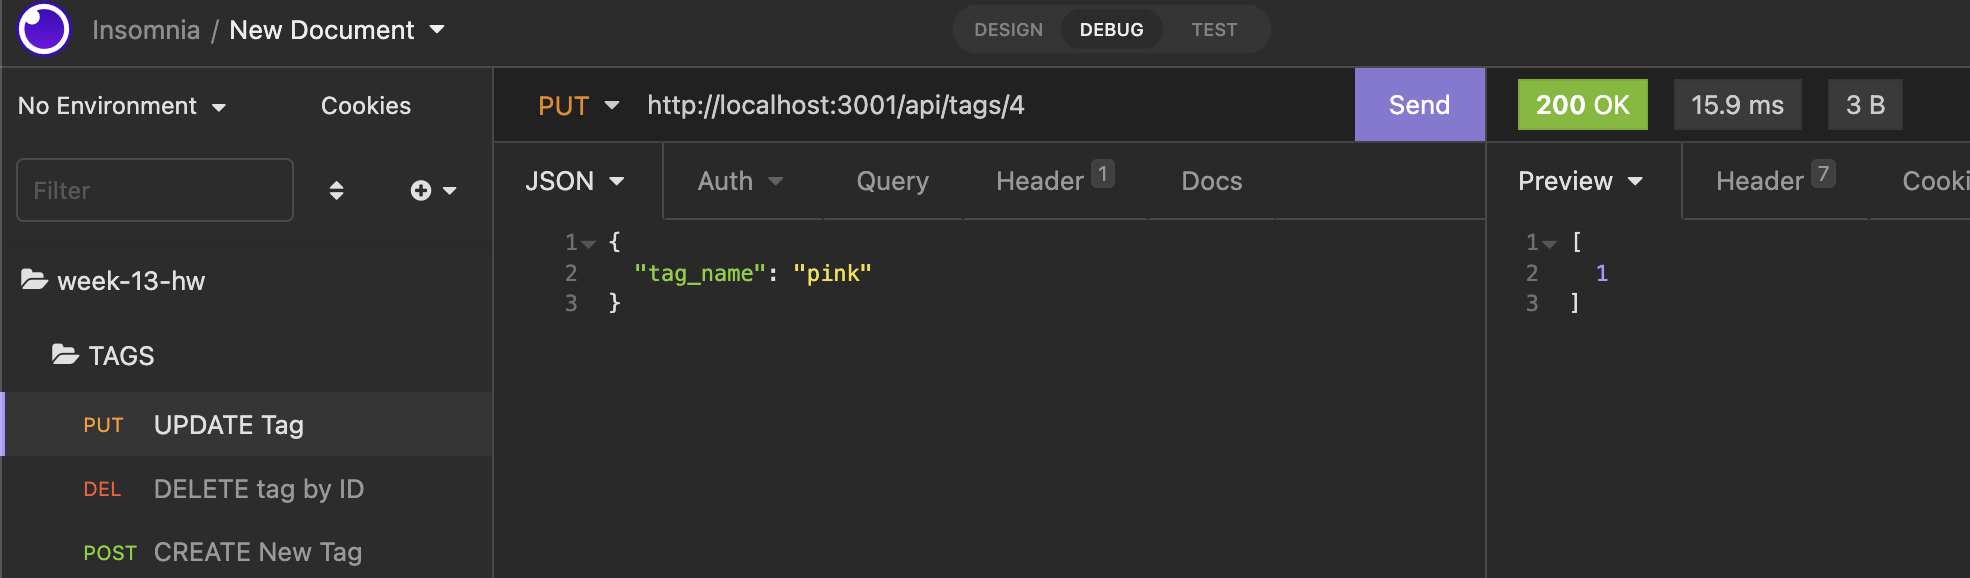 Insomnia / New Document
DESIGN DEBUG TEST
No Environment Cookies
PUT http://localhost:3001/api/tags/4 Send 200 OK 15.9 ms 3 B
Filter
JSON Auth Query Header 1 Docs
Preview Header 7 Cooki
1 {
2 "tag_name": "pink"
3 }
1 [
2 1
3 ]
week-13-hw
TAGS
PUT UPDATE Tag
DEL DELETE tag by ID
POST CREATE New Tag